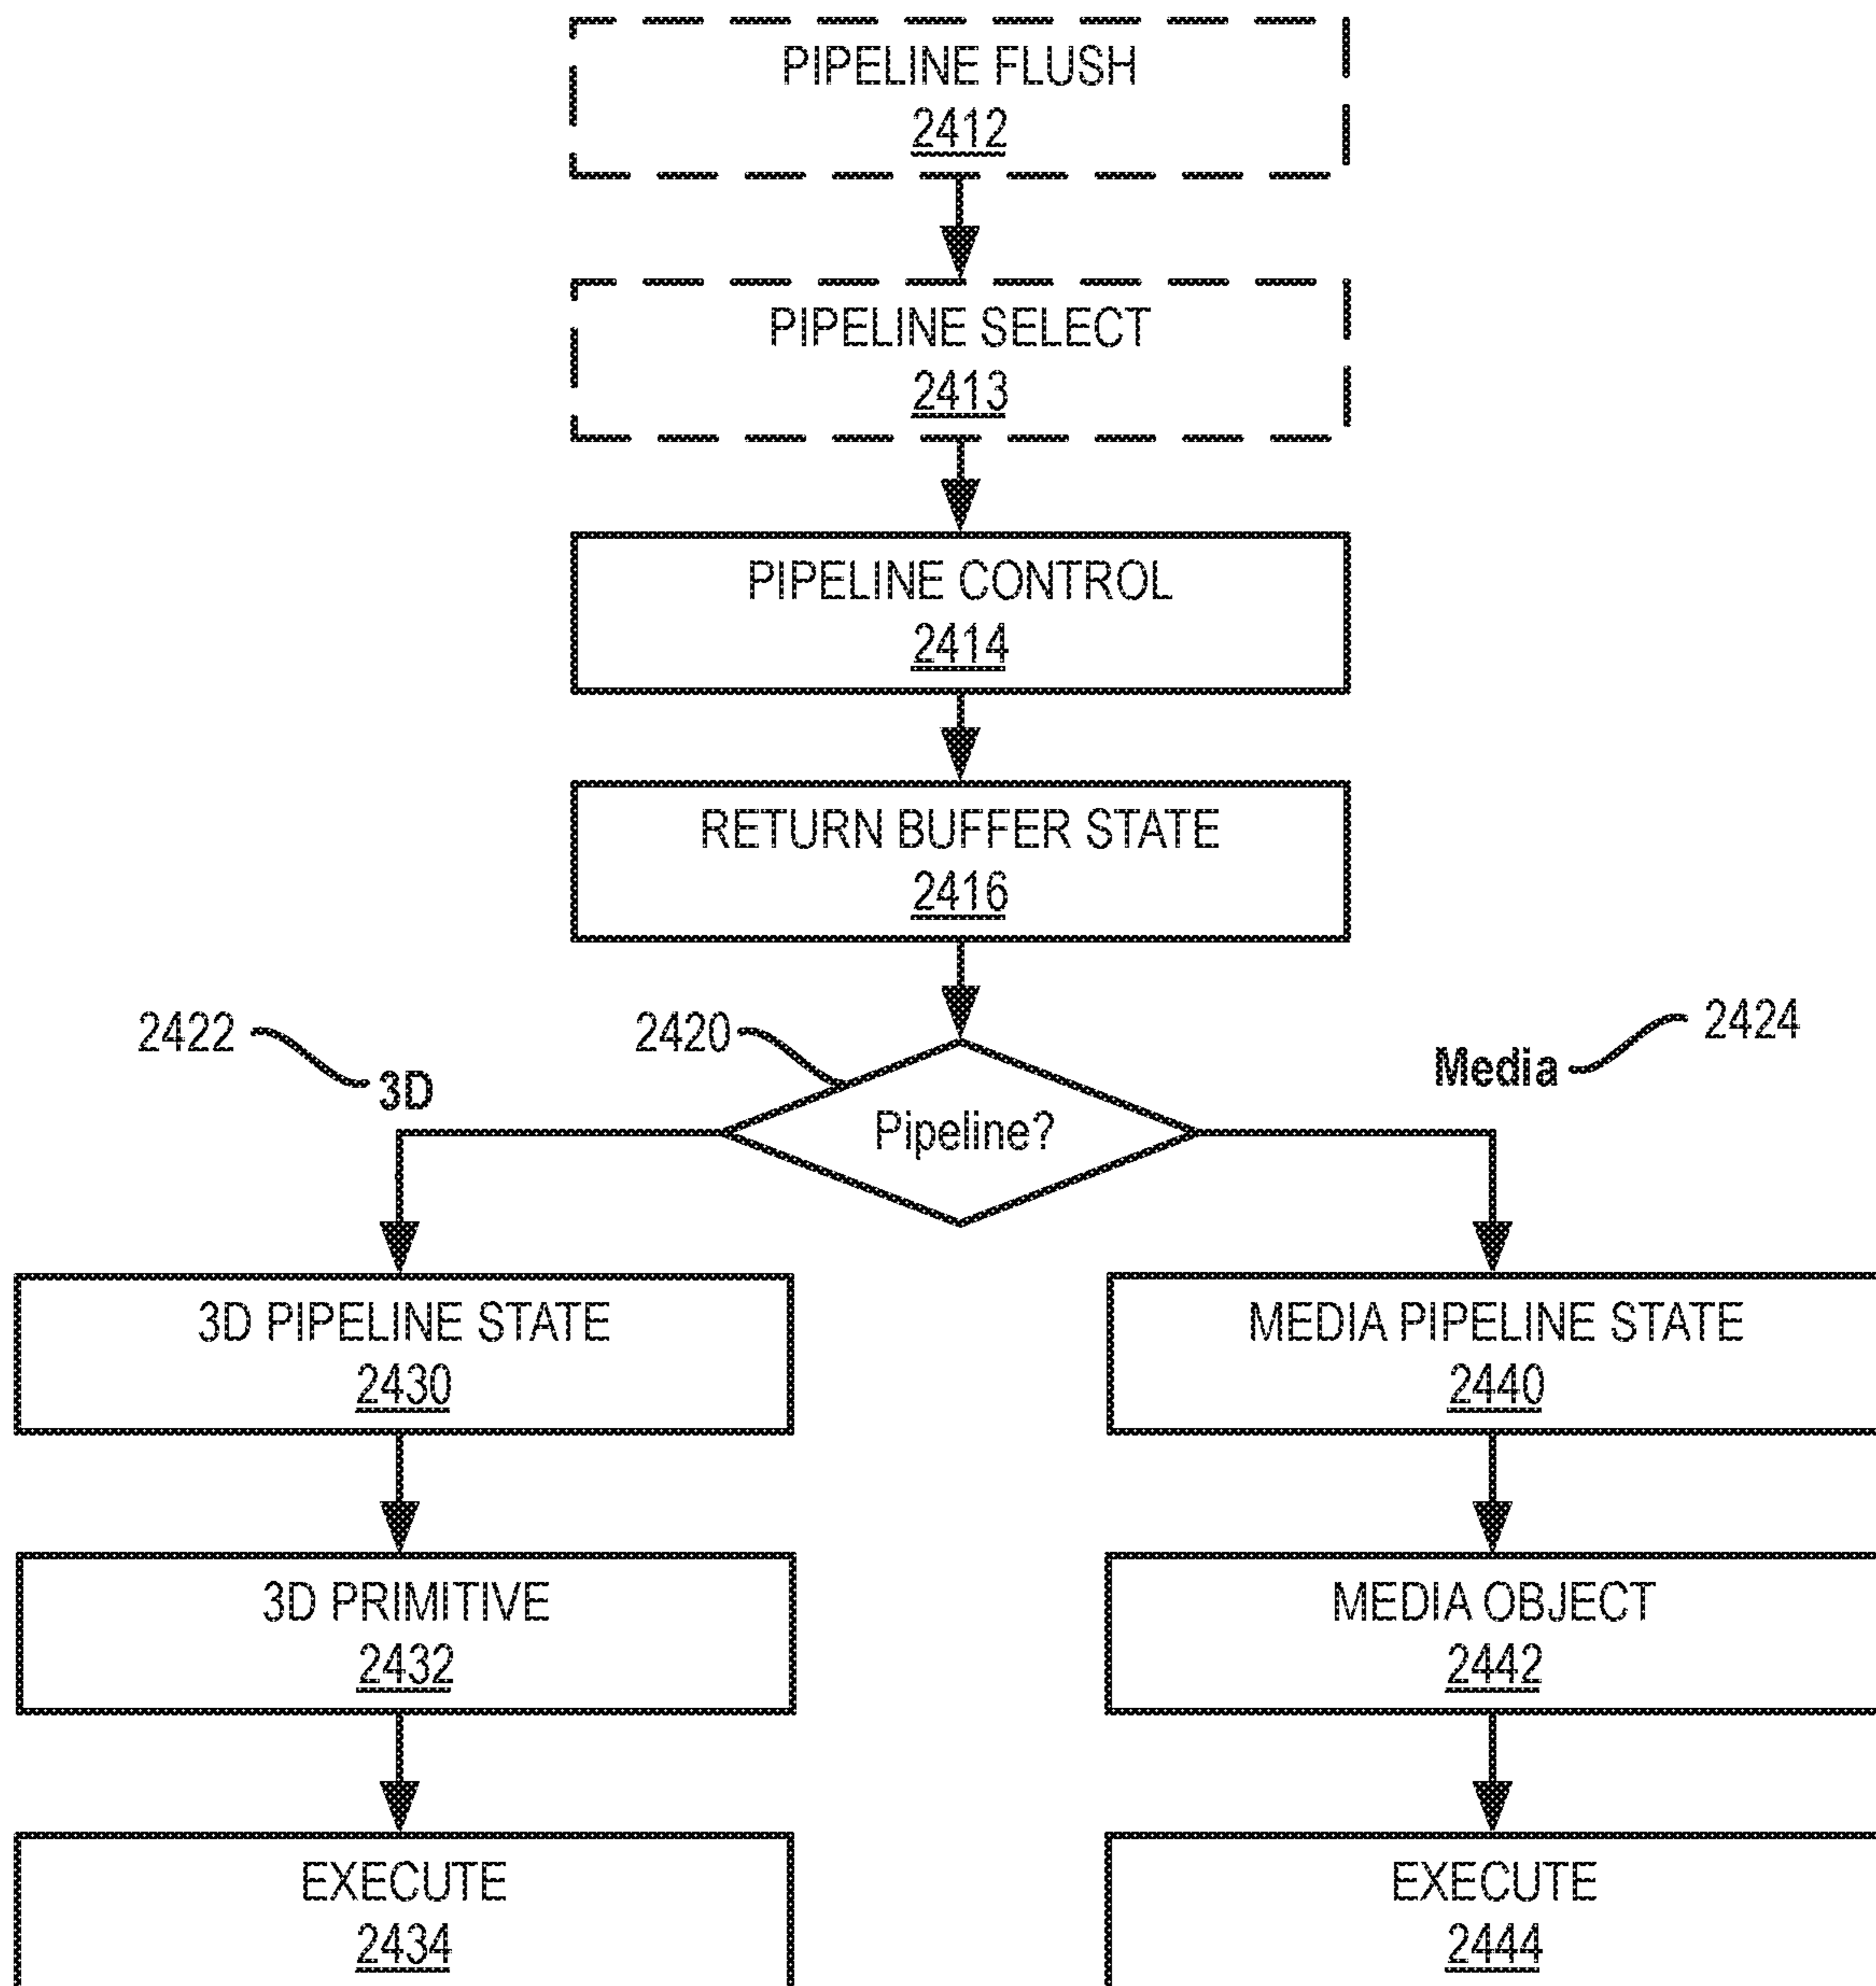 PIPELINE FLUSH
2412
PIPELINE SELECT
2413
PIPELINE CONTROL
2414
RETURN BUFFER STATE
2416
2422
2420
2424
3D
Media
Pipeline?
3D PIPELINE STATE
2430
MEDIA PIPELINE STATE
2440
3D PRIMITIVE
2432
MEDIA OBJECT
2442
EXECUTE
2434
EXECUTE
2444